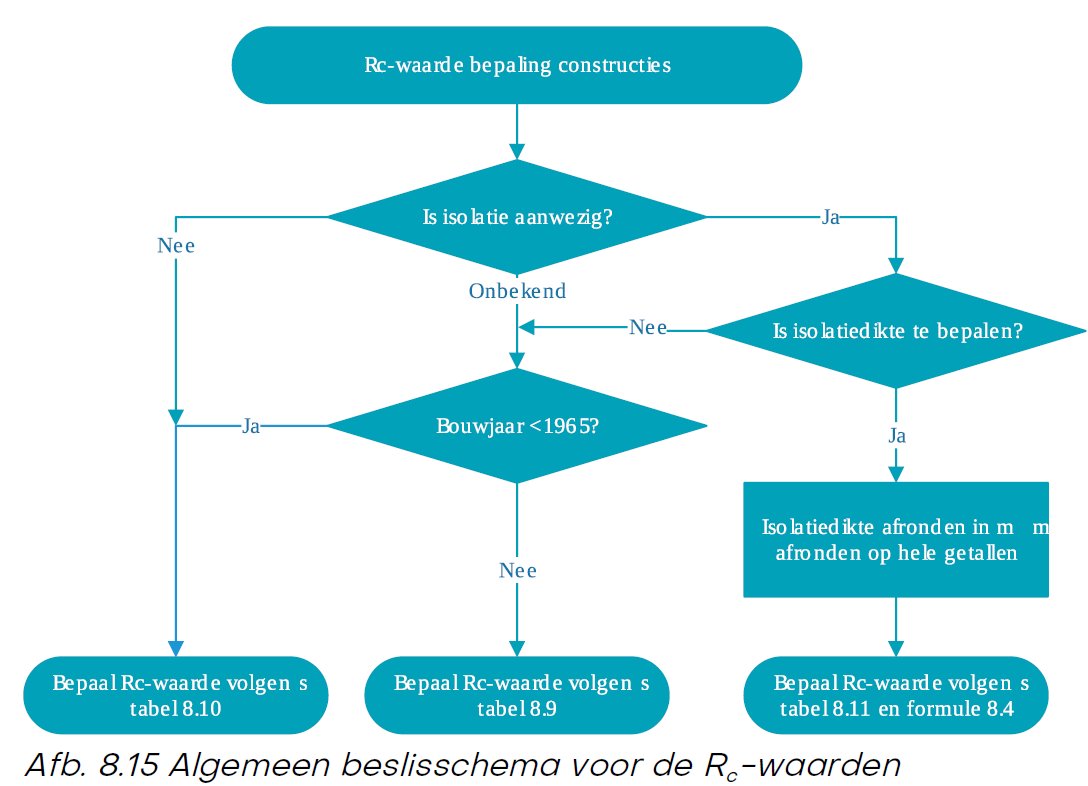 Rc-waarde bepaling constructies
Is isolatie aanwezig?
Ja
Nee
Onbekend
Nee
Is isolatiedikte te bepalen?
Bouwjaar <1965?
Ja
Ja
Isolatiedikte afronden in mm
afronden op hele getallen
Nee
Bepaal Rc-waarde volgens
tabel 8.10
Bepaal Rc-waarde volgens
tabel 8.9
Bepaal Rc-waarde volgens
tabel 8.11 en formule 8.4
Afb. 8.15 Algemeen beslisschema voor de Rc-waarden